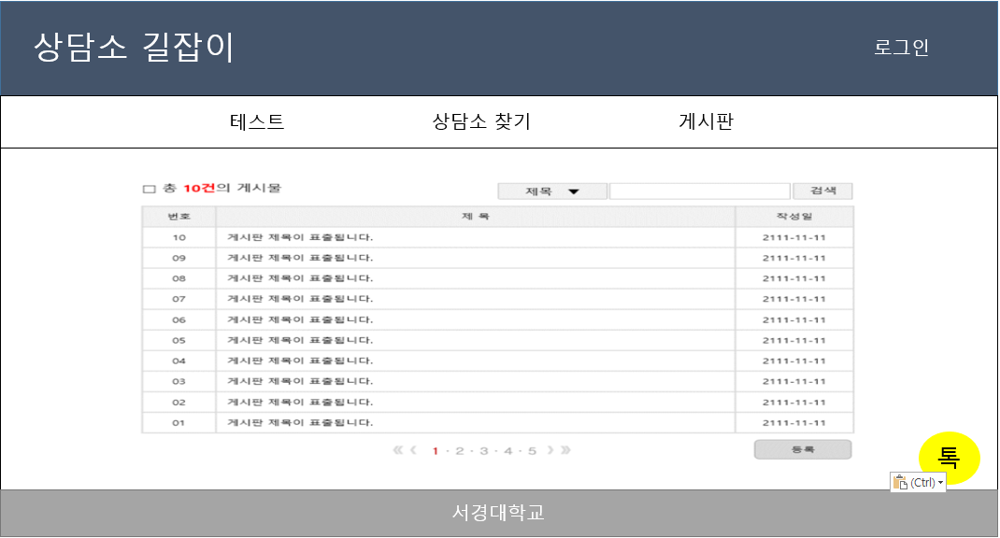 상담소 길잡이 로그인
테스트 상담소 찾기 게시판
총 10건의 게시물 제목 ▼ 검색
번호 제 목 작성일
10 게시판 제목이 표출됩니다. 2111-11-11
09 게시판 제목이 표출됩니다. 2111-11-11
08 게시판 제목이 표출됩니다. 2111-11-11
07 게시판 제목이 표출됩니다. 2111-11-11
06 게시판 제목이 표출됩니다. 2111-11-11
05 게시판 제목이 표출됩니다. 2111-11-11
04 게시판 제목이 표출됩니다. 2111-11-11
03 게시판 제목이 표출됩니다. 2111-11-11
02 게시판 제목이 표출됩니다. 2111-11-11
01 게시판 제목이 표출됩니다. 2111-11-11
《 〈 1 · 2 · 3 · 4 · 5 〉 》 등록
톡
(Ctrl)
서경대학교